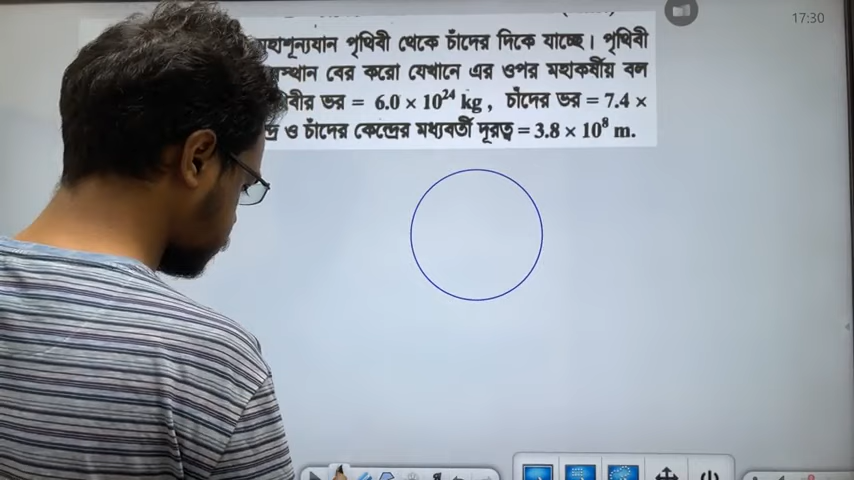 17:30
মহাশূন্যযান পৃথিবী থেকে চাঁদের দিকে যাচ্ছে। পৃথিবী
বের করো যেখানে এর ওপর মহাকর্ষীয় বল
ভর = 6.0 × 10²⁴ kg, চাঁদের ভর = 7.4 ×
ও চাঁদের কেন্দ্রের মধ্যবর্তী দূরত্ব = 3.8 × 10⁸ m.